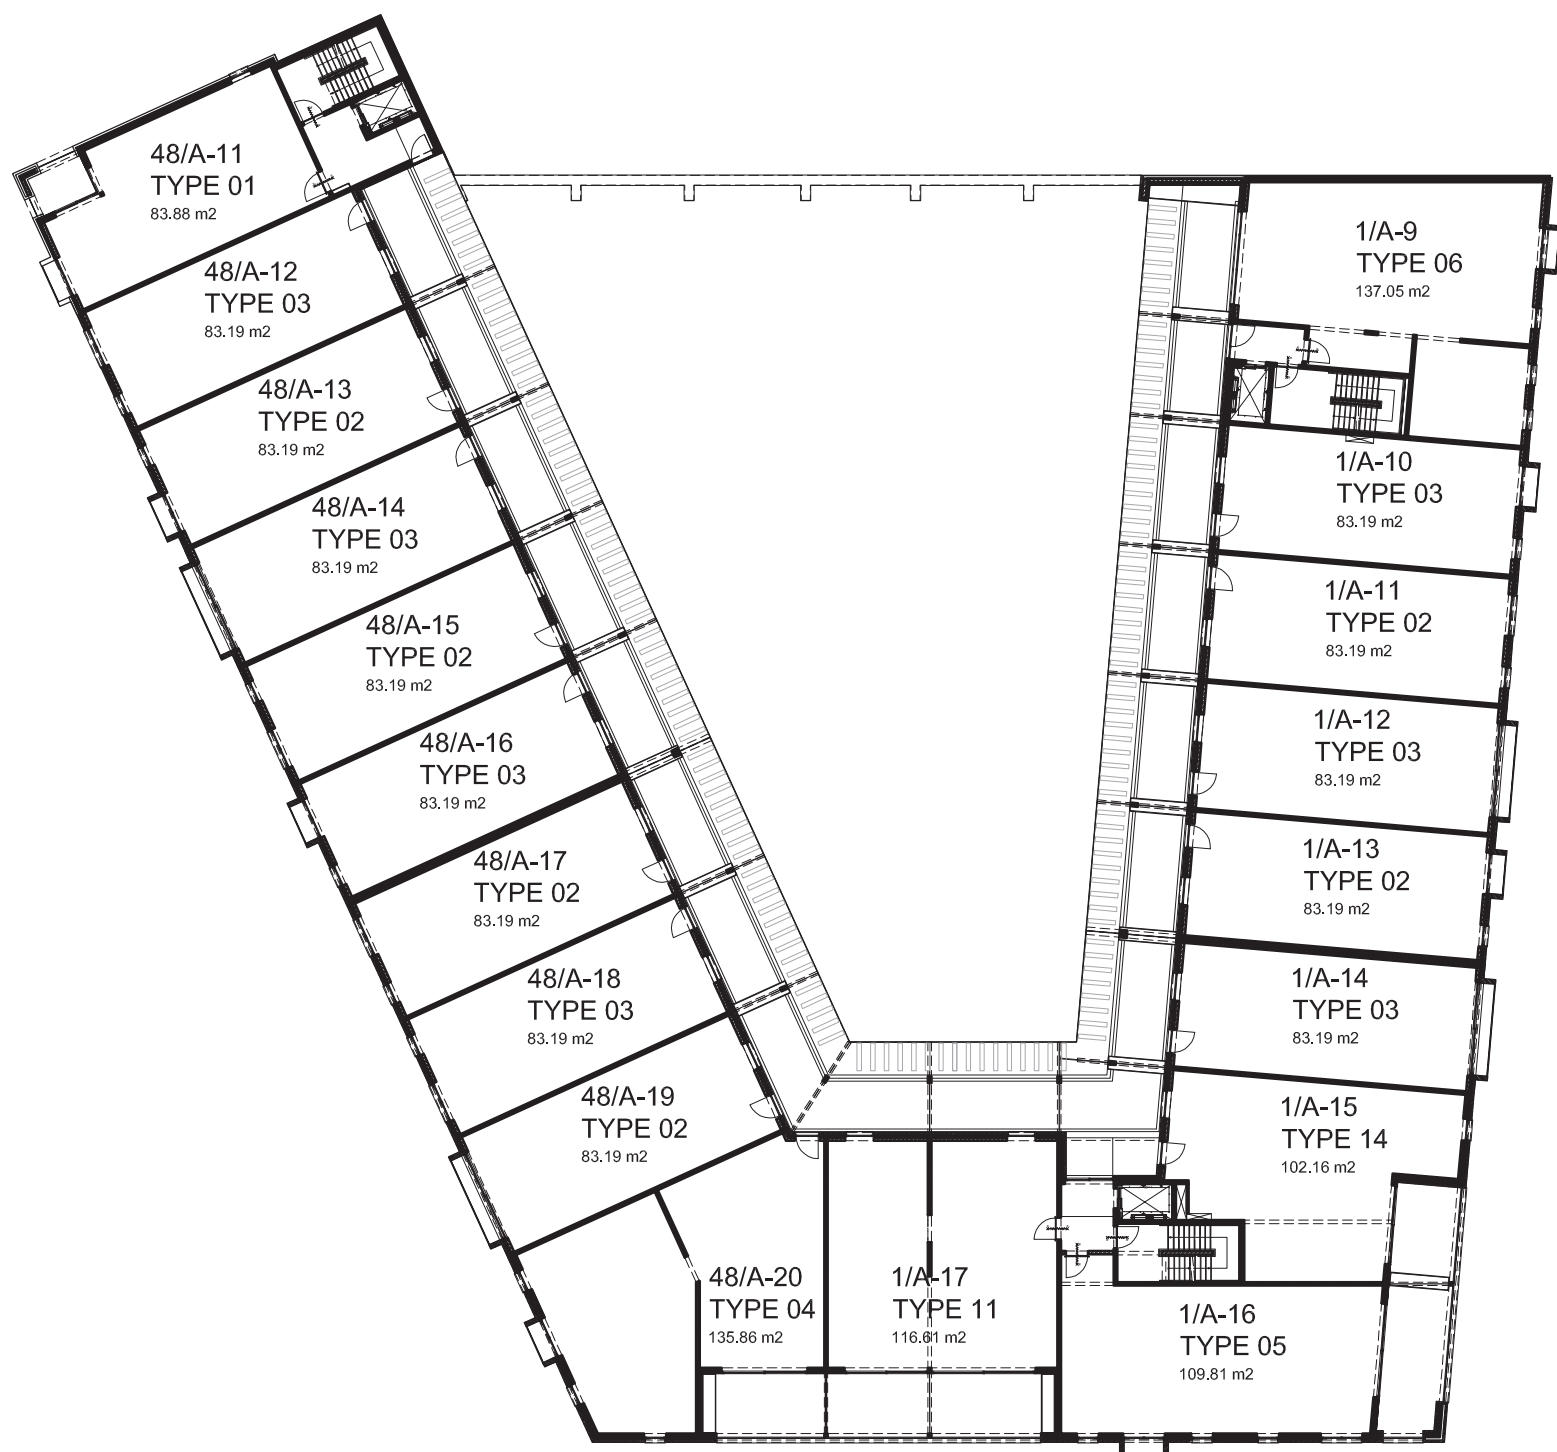 48/A-11
TYPE 01
83.88 m2
48/A-12
TYPE 03
83.19 m2
48/A-13
TYPE 02
83.19 m2
48/A-14
TYPE 03
83.19 m2
48/A-15
TYPE 02
83.19 m2
48/A-16
TYPE 03
83.19 m2
48/A-17
TYPE 02
83.19 m2
48/A-18
TYPE 03
83.19 m2
48/A-19
TYPE 02
83.19 m2
48/A-20
TYPE 04
135.86 m2
1/A-17
TYPE 11
116.61 m2
1/A-9
TYPE 06
137.05 m2
1/A-10
TYPE 03
83.19 m2
1/A-11
TYPE 02
83.19 m2
1/A-12
TYPE 03
83.19 m2
1/A-13
TYPE 02
83.19 m2
1/A-14
TYPE 03
83.19 m2
1/A-15
TYPE 14
102.16 m2
1/A-16
TYPE 05
109.81 m2